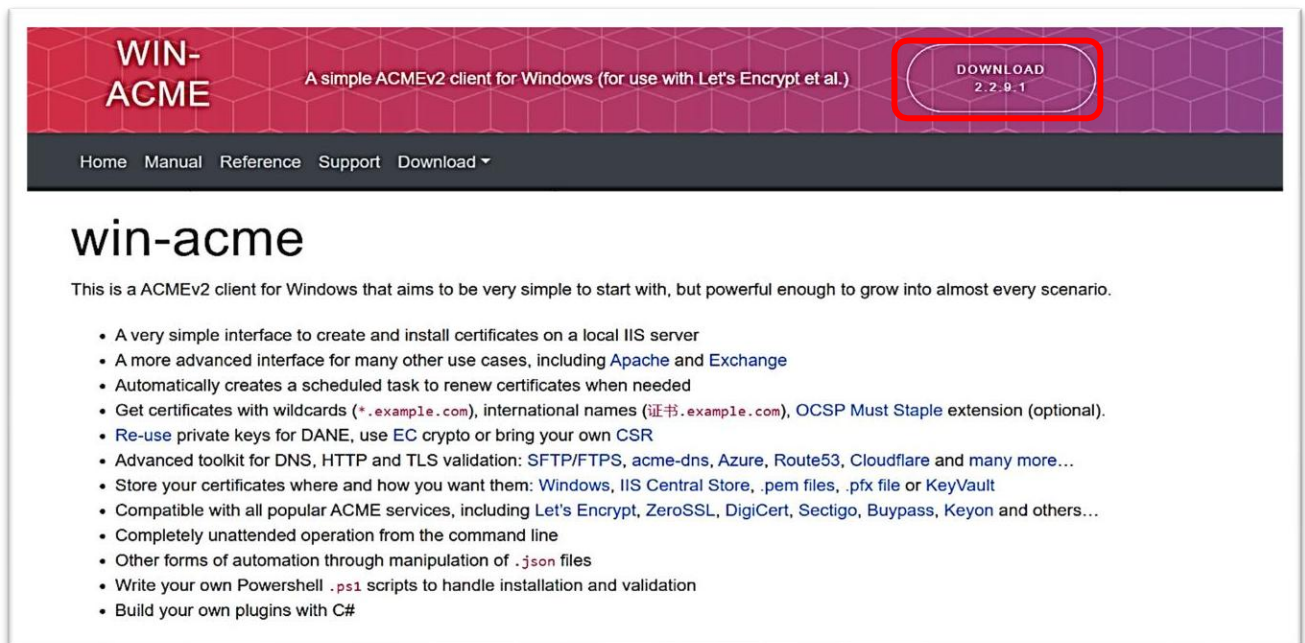 WIN-
ACME
A simple ACMEv2 client for Windows (for use with Let's Encrypt et al.)
DOWNLOAD
2.2.9.1
Home Manual Reference Support Download
win-acme
This is a ACMEv2 client for Windows that aims to be very simple to start with, but powerful enough to grow into almost every scenario.
• A very simple interface to create and install certificates on a local IIS server
• A more advanced interface for many other use cases, including Apache and Exchange
• Automatically creates a scheduled task to renew certificates when needed
• Get certificates with wildcards (*.example.com), international names (证书.example.com), OCSP Must Staple extension (optional).
• Re-use private keys for DANE, use EC crypto or bring your own CSR
• Advanced toolkit for DNS, HTTP and TLS validation: SFTP/FTPS, acme-dns, Azure, Route53, Cloudflare and many more…
• Store your certificates where and how you want them: Windows, IIS Central Store, .pem files, .pfx file or KeyVault
• Compatible with all popular ACME services, including Let's Encrypt, ZeroSSL, DigiCert, Sectigo, Buypass, Keyon and others…
• Completely unattended operation from the command line
• Other forms of automation through manipulation of .json files
• Write your own Powershell .ps1 scripts to handle installation and validation
• Build your own plugins with C#